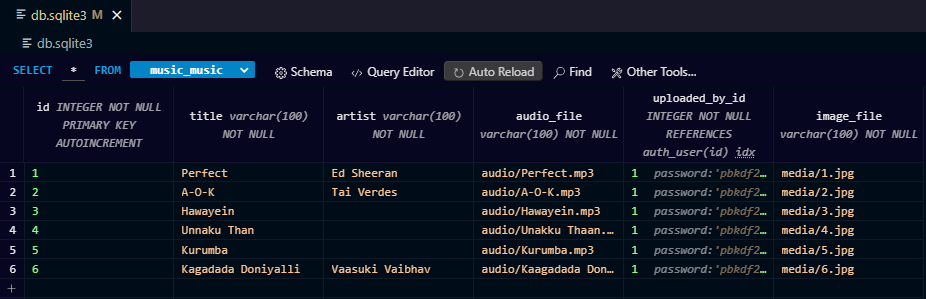 db.sqlite3 M
db.sqlite3
SELECT * FROM music_music Schema Query Editor Auto Reload Find Other Tools...
id INTEGER NOT NULL PRIMARY KEY AUTOINCREMENT
title varchar(100) NOT NULL
artist varchar(100) NOT NULL
audio_file varchar(100) NOT NULL
uploaded_by_id INTEGER NOT NULL REFERENCES auth_user(id) idx
image_file varchar(100) NOT NULL
1 1 Perfect Ed Sheeran audio/Perfect.mp3 1 password:'pbkdf2... media/1.jpg
2 2 A-O-K Tai Verdes audio/A-O-K.mp3 1 password:'pbkdf2... media/2.jpg
3 3 Hawayein audio/Hawayein.mp3 1 password:'pbkdf2... media/3.jpg
4 4 Unnaku Than audio/Unakku Thaan.... 1 password:'pbkdf2... media/4.jpg
5 5 Kurumba audio/Kurumba.mp3 1 password:'pbkdf2... media/5.jpg
6 6 Kagadada Doniyalli Vaasuki Vaibhav audio/Kaagadada Don... 1 password:'pbkdf2... media/6.jpg